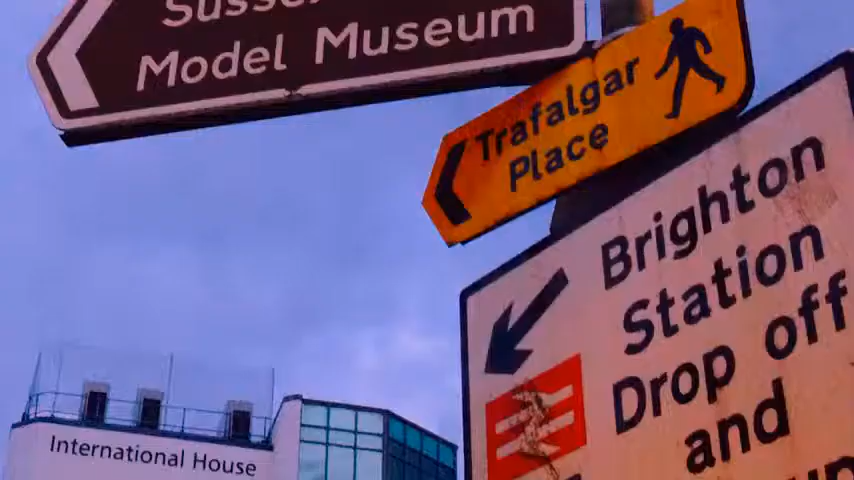 Model Museum
Trafalgar
Place
Brighton
Station
Drop off
and
International House